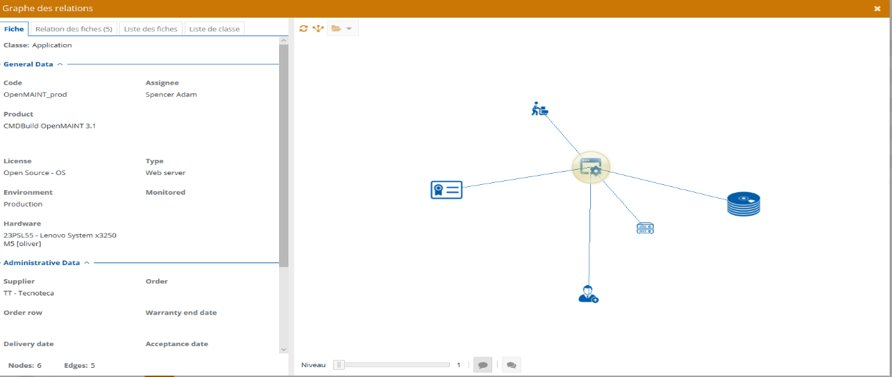 Graphe des relations
Fiche
Relation des fiches (5)
Liste des fiches
Liste de classe
Classe: Application
General Data
Code
Assignee
OpenMAINT_prod
Spencer Adam
Product
CMDBuild OpenMAINT 3.1
License
Type
Open Source - OS
Web server
Environment
Monitored
Production
Hardware
23PSL55 - Lenovo System x3250
M5 [oliver]
Administrative Data
Supplier
Order
TT - Tecnoteca
Order row
Warranty end date
Delivery date
Acceptance date
Nodes: 6
Edges: 5
Niveau
1